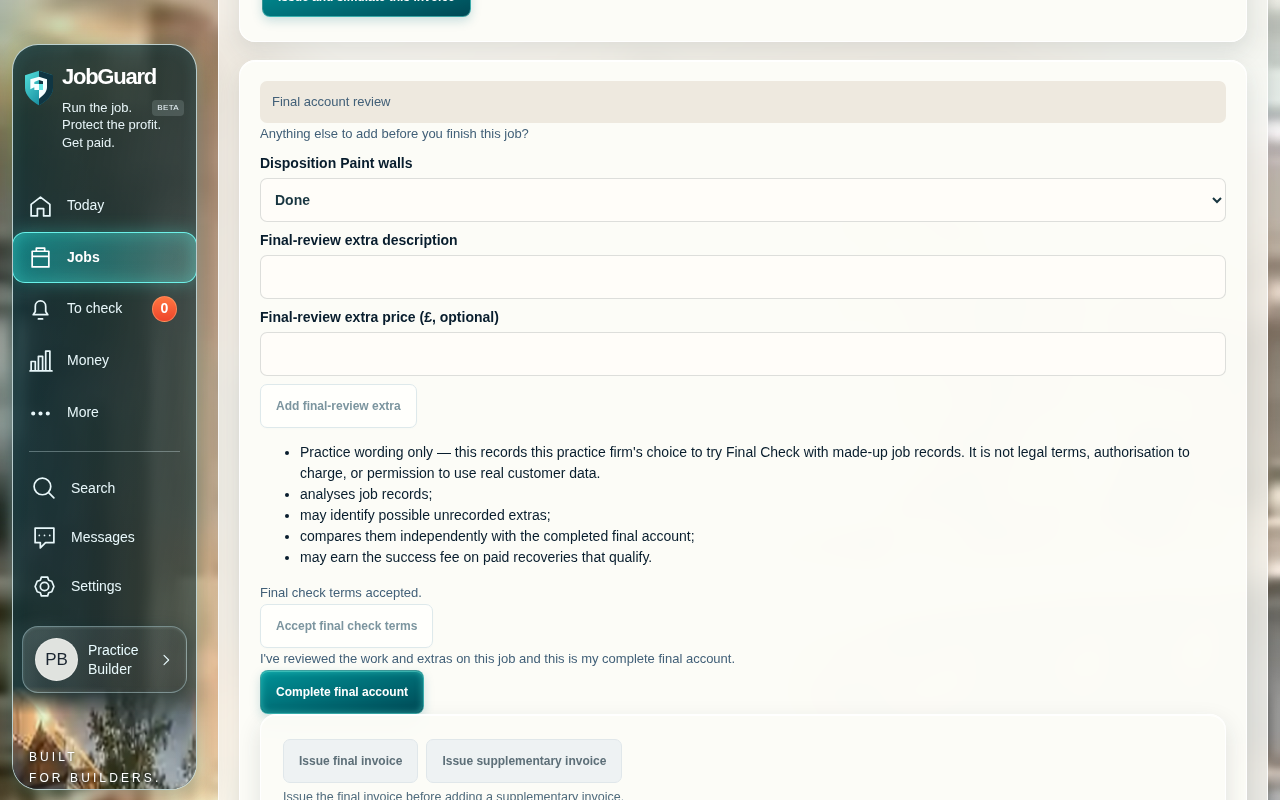 Issue and simulate this invoice
JobGuard
Run the job.
BETA
Protect the profit.
Get paid.
Today
Jobs
To check
0
Money
More
Search
Messages
Settings
PB
Practice
Builder
BUILT
FOR BUILDERS.
Final account review
Anything else to add before you finish this job?
Disposition Paint walls
Done
Final-review extra description
Final-review extra price (£, optional)
Add final-review extra
• Practice wording only — this records this practice firm's choice to try Final Check with made-up job records. It is not legal terms, authorisation to
charge, or permission to use real customer data.
• analyses job records;
• may identify possible unrecorded extras;
• compares them independently with the completed final account;
• may earn the success fee on paid recoveries that qualify.
Final check terms accepted.
Accept final check terms
I've reviewed the work and extras on this job and this is my complete final account.
Complete final account
Issue final invoice
Issue supplementary invoice
Issue the final invoice before adding a supplementary invoice.